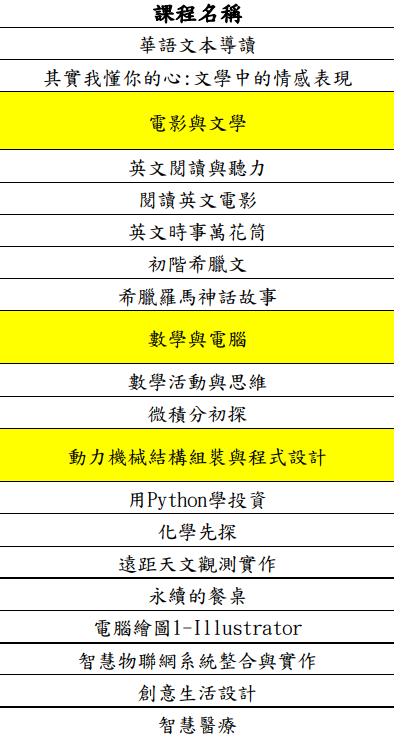 課程名稱
華語文本導讀
其實我懂你的心:文學中的情感表現
電影與文學
英文閱讀與聽力
閱讀英文電影
英文時事萬花筒
初階希臘文
希臘羅馬神話故事
數學與電腦
數學活動與思維
微積分初探
動力機械結構組裝與程式設計
用Python學投資
化學先探
遠距天文觀測實作
永續的餐桌
電腦繪圖1-Illustrator
智慧物聯網系統整合與實作
創意生活設計
智慧醫療